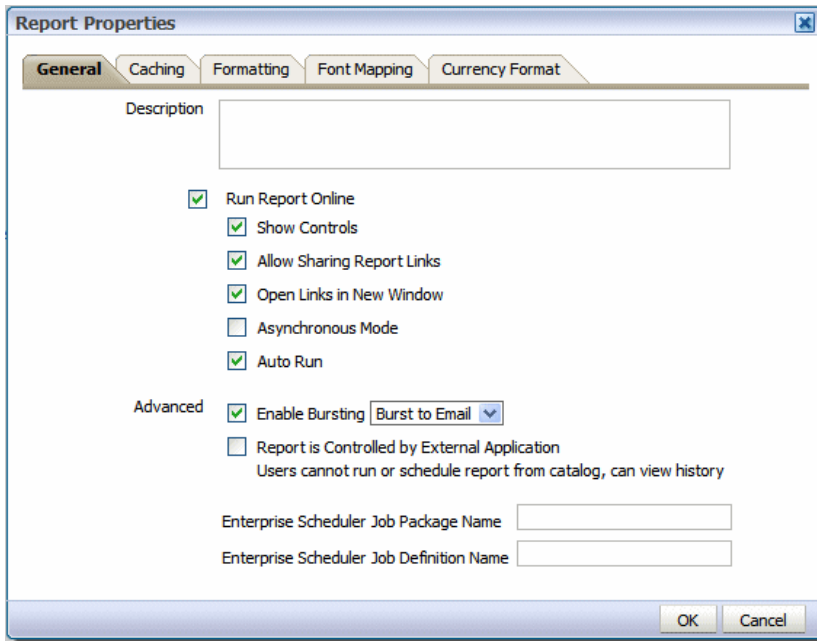 Report Properties
General Caching Formatting Font Mapping Currency Format
Description
Run Report Online
Show Controls
Allow Sharing Report Links
Open Links in New Window
Asynchronous Mode
Auto Run
Advanced Enable Bursting Burst to Email
Report is Controlled by External Application
Users cannot run or schedule report from catalog, can view history
Enterprise Scheduler Job Package Name
Enterprise Scheduler Job Definition Name
OK Cancel